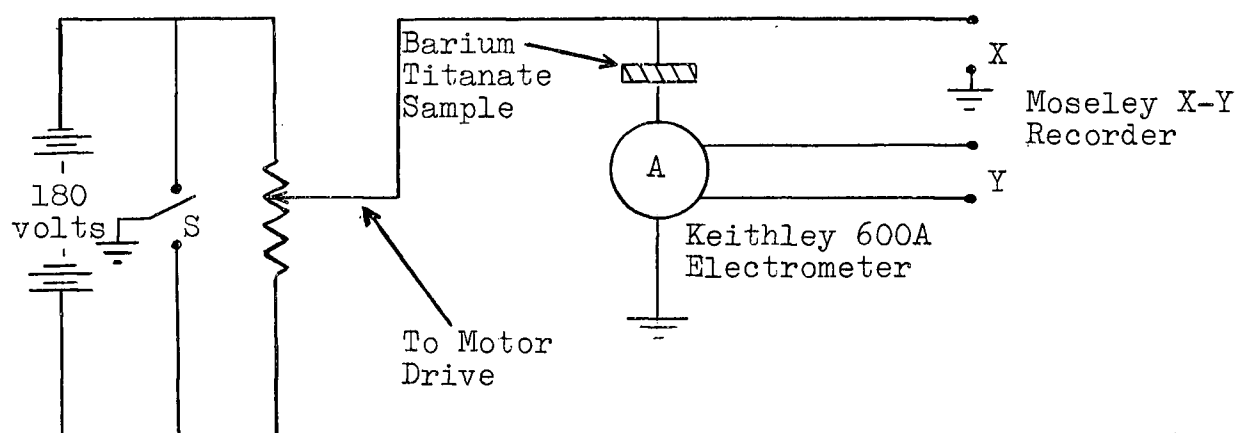 Barium
Titanate
Sample
X
Moseley X-Y
Recorder
A
Y
180
volts
S
Keithley 600A
Electrometer
To Motor
Drive